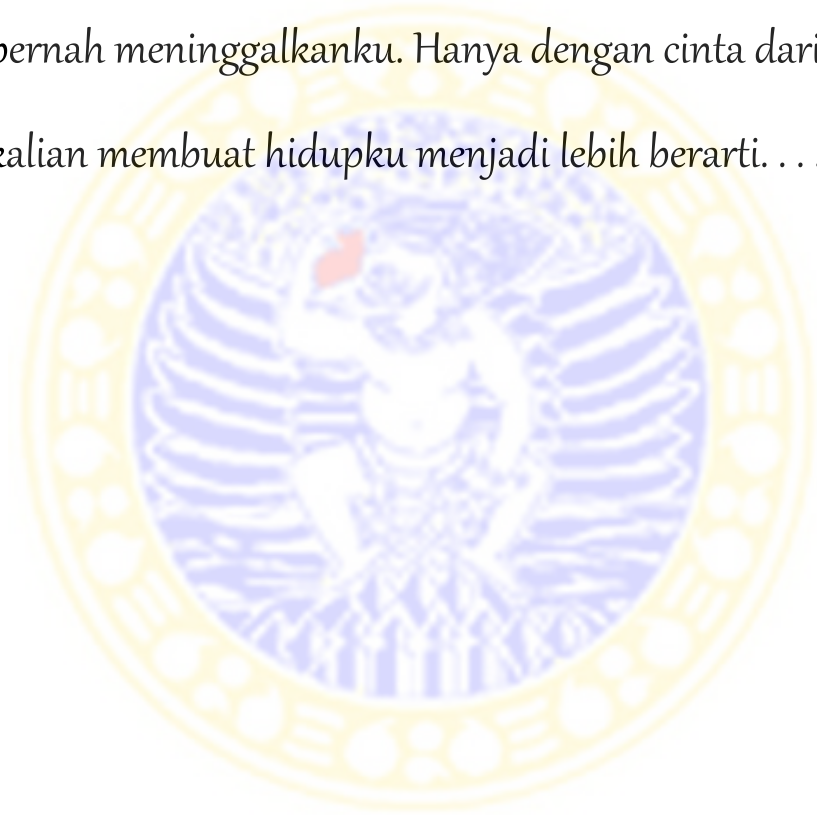 pernah meninggalkanku. Hanya dengan cinta dari
kalian membuat hidupku menjadi lebih berarti. . . .